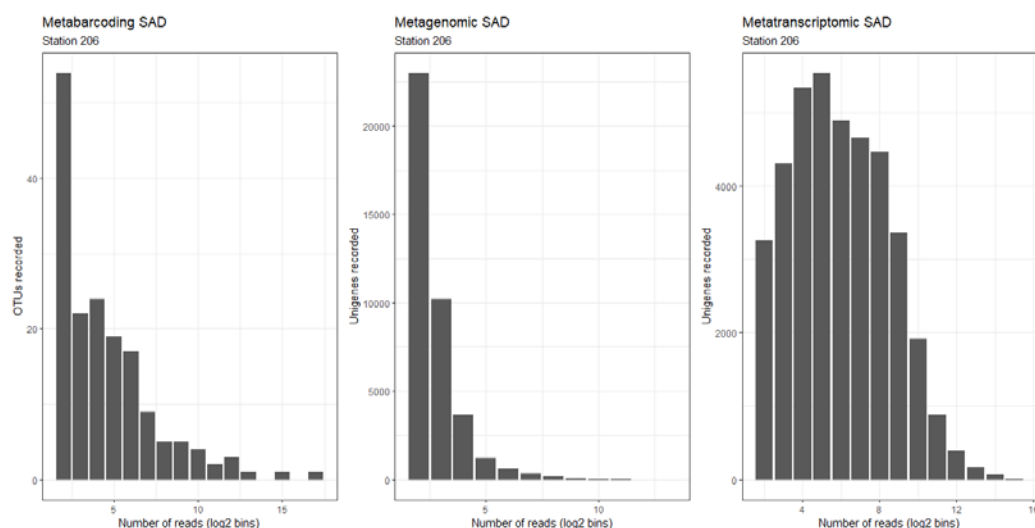 Metabarcoding SAD
Station 206
OTUs recorded
40
20
0
5
10
15
Number of reads (log2 bins)
Metagenomic SAD
Station 206
Unigenes recorded
20000
15000
10000
5000
0
5
10
Number of reads (log2 bins)
Metatranscriptomic SAD
Station 206
Unigenes recorded
4000
2000
0
4
8
12
16
Number of reads (log2 bins)